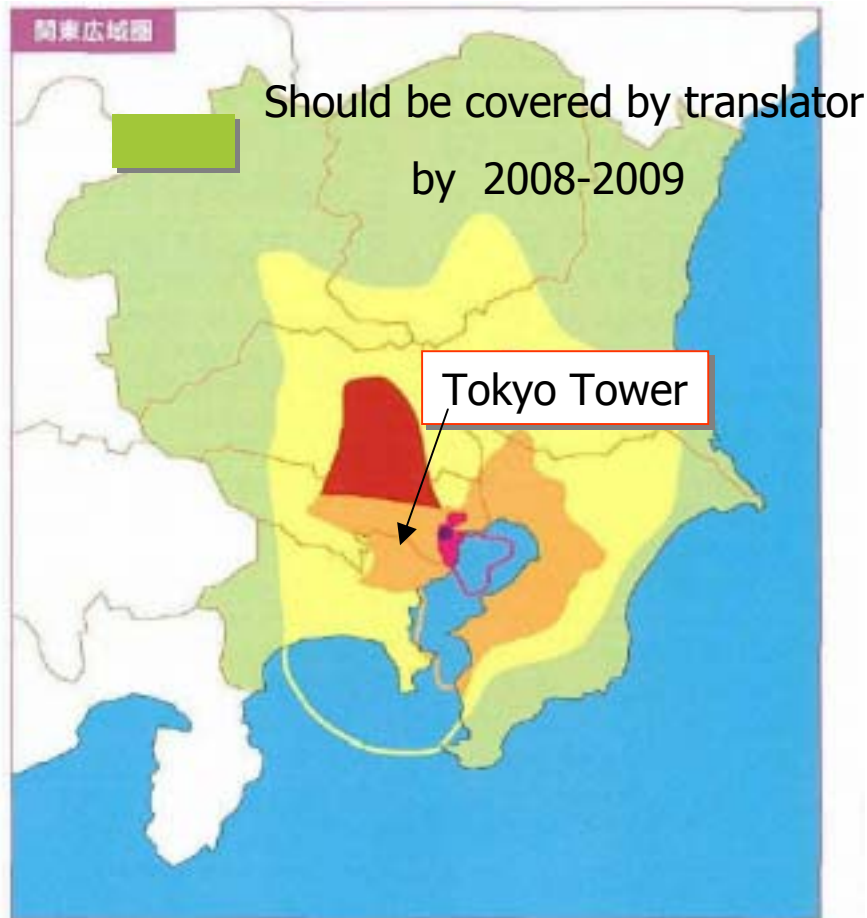 関東広域圏
Should be covered by translator
by 2008-2009
Tokyo Tower